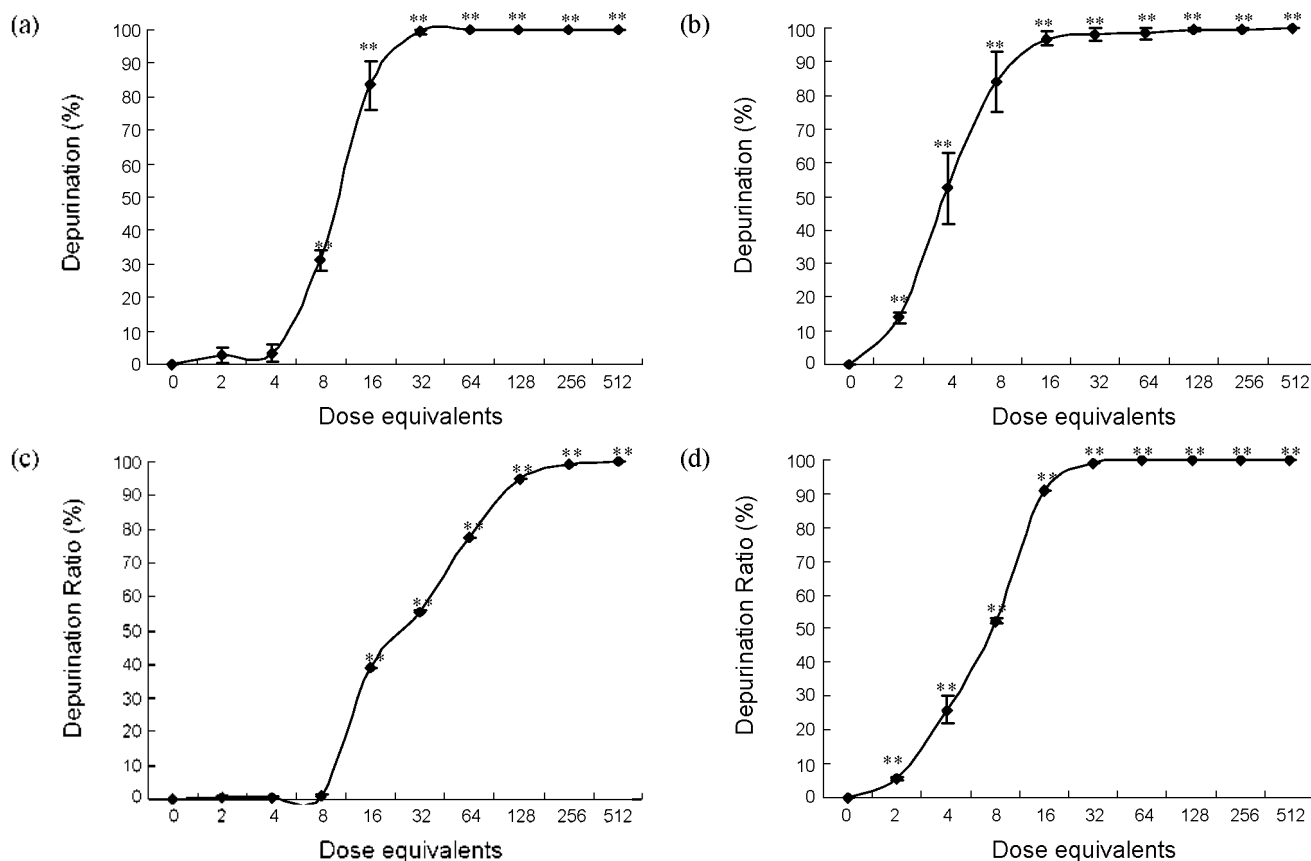 (a)
** ** ** ** ** ** **
100
90
80
70
60
50
40
30
20
10
0
Depurination (%)
0 2 4 8 16 32 64 128 256 512
Dose equivalents
(b)
** ** ** ** ** ** ** ** **
100
90
80
70
60
50
40
30
20
10
0
Depurination (%)
0 2 4 8 16 32 64 128 256 512
Dose equivalents
(c)
** ** ** ** ** **
100
90
80
70
60
50
40
30
20
10
0
Depurination Ratio (%)
0 2 4 8 16 32 64 128 256 512
Dose equivalents
(d)
** ** ** ** ** ** ** ** **
100
90
80
70
60
50
40
30
20
10
0
Depurination Ratio (%)
0 2 4 8 16 32 64 128 256 512
Dose equivalents